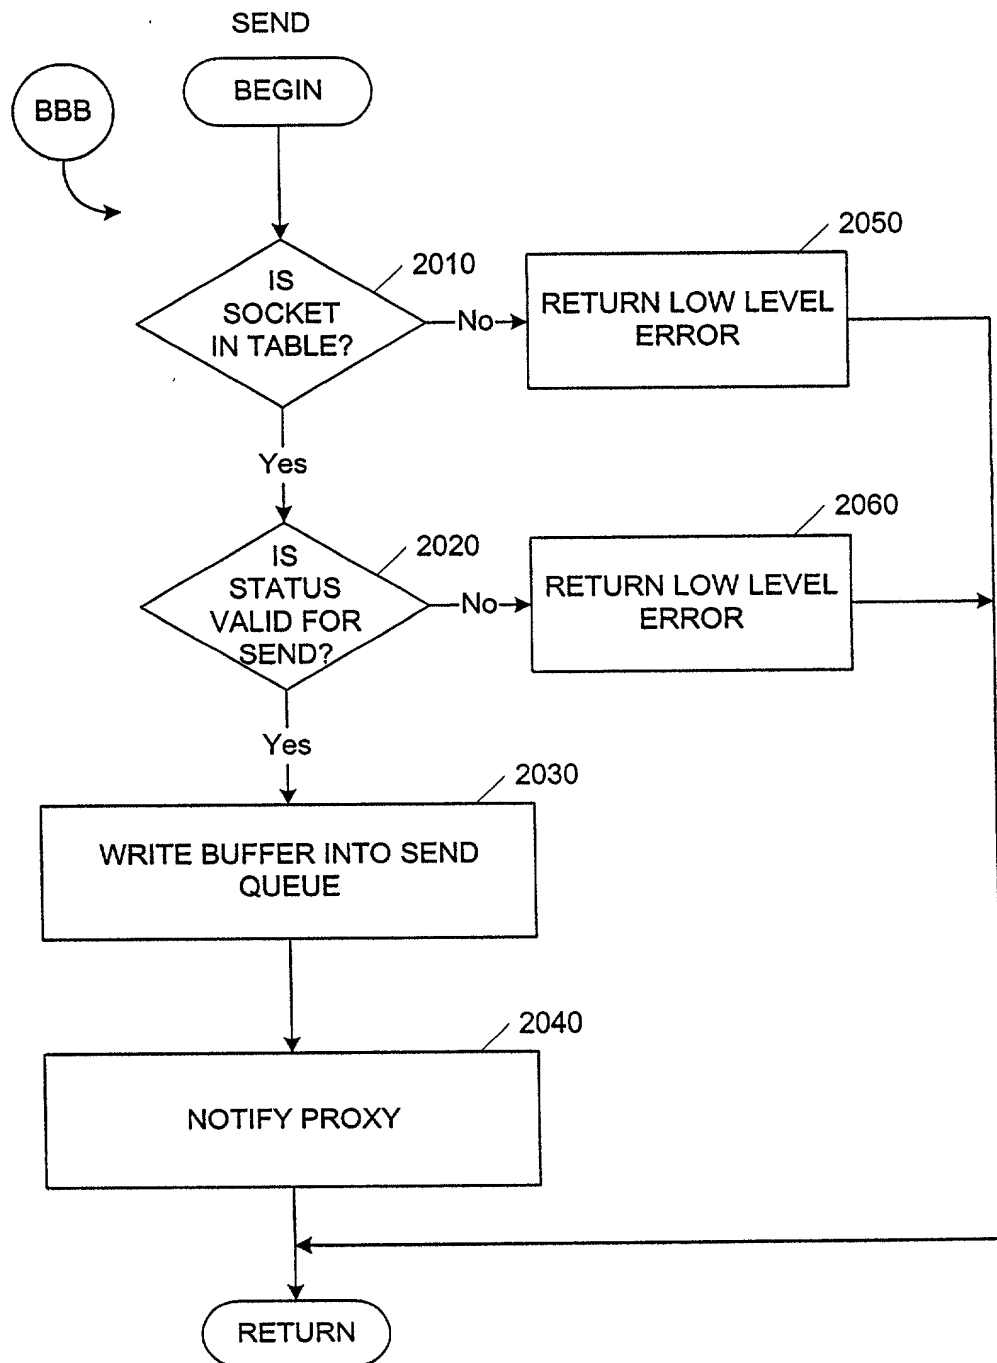 SEND
BEGIN
BBB
2010
IS
SOCKET
IN TABLE?
No
2050
RETURN LOW LEVEL
ERROR
Yes
2020
IS
STATUS
VALID FOR
SEND?
No
2060
RETURN LOW LEVEL
ERROR
Yes
2030
WRITE BUFFER INTO SEND
QUEUE
2040
NOTIFY PROXY
RETURN